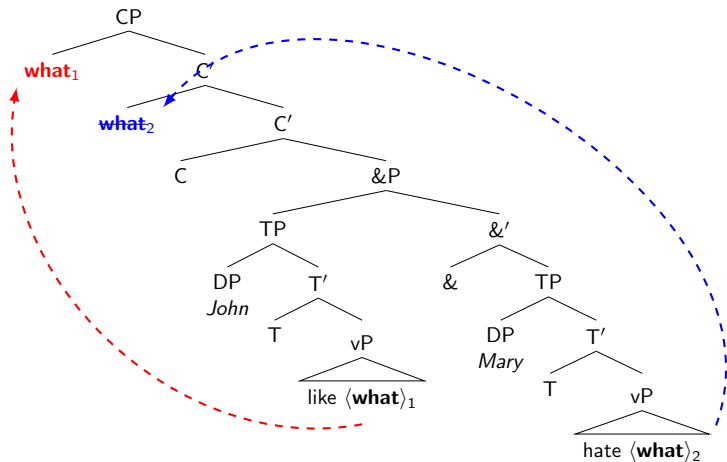 CP
what₁ C′
what₂ C′
C &P
TP &′
DP T′ & TP
John
T vP DP T′
Mary
like ⟨what⟩₁ T vP
hate ⟨what⟩₂